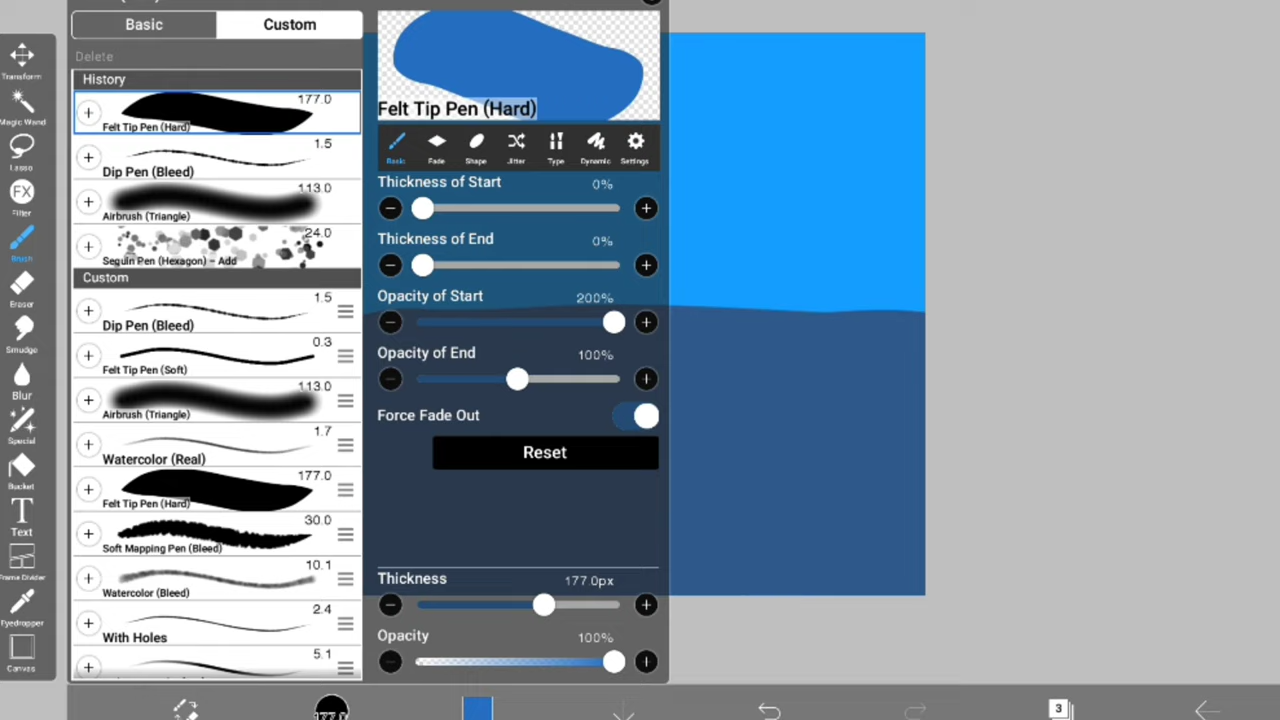 Basic
Custom
Delete
History
177.0
Felt Tip Pen (Hard)
1.5
Dip Pen (Bleed)
113.0
Airbrush (Triangle)
24.0
Sequin Pen (Hexagon) – Add
Custom
1.5
Dip Pen (Bleed)
0.3
Felt Tip Pen (Soft)
113.0
Airbrush (Triangle)
1.7
Watercolor (Real)
177.0
Felt Tip Pen (Hard)
30.0
Soft Mapping Pen (Bleed)
10.1
Watercolor (Bleed)
2.4
With Holes
5.1
Transform
Magic Wand
Lasso
FX
Filter
Brush
Eraser
Smudge
Blur
Special
Bucket
T
Text
Frame Divider
Eyedropper
Canvas
Felt Tip Pen (Hard)
Basic
Fade
Shape
Jitter
Type
Dynamic
Settings
Thickness of Start 0%
Thickness of End 0%
Opacity of Start 200%
Opacity of End 100%
Force Fade Out
Reset
Thickness 177.0px
Opacity 100%
177.0
3